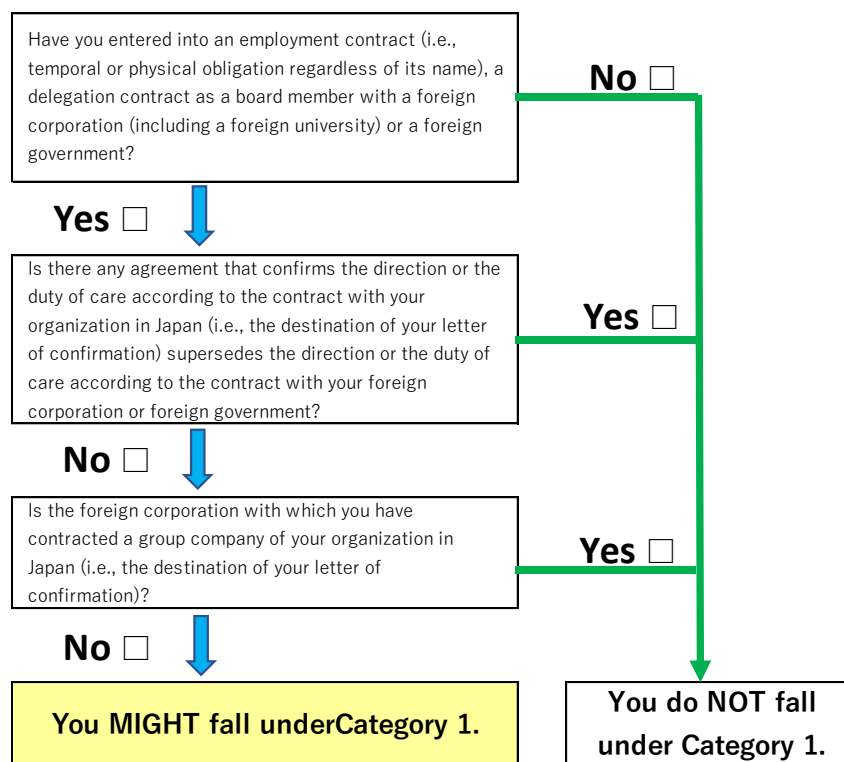 Have you entered into an employment contract (i.e.,
temporal or physical obligation regardless of its name), a
delegation contract as a board member with a foreign
corporation (including a foreign university) or a foreign
government?
No □
Yes □
Is there any agreement that confirms the direction or the
duty of care according to the contract with your
organization in Japan (i.e., the destination of your letter
of confirmation) supersedes the direction or the duty of
care according to the contract with your foreign
corporation or foreign government?
Yes □
No □
Is the foreign corporation with which you have
contracted a group company of your organization in
Japan (i.e., the destination of your letter of
confirmation)?
Yes □
No □
You MIGHT fall underCategory 1.
You do NOT fall
under Category 1.